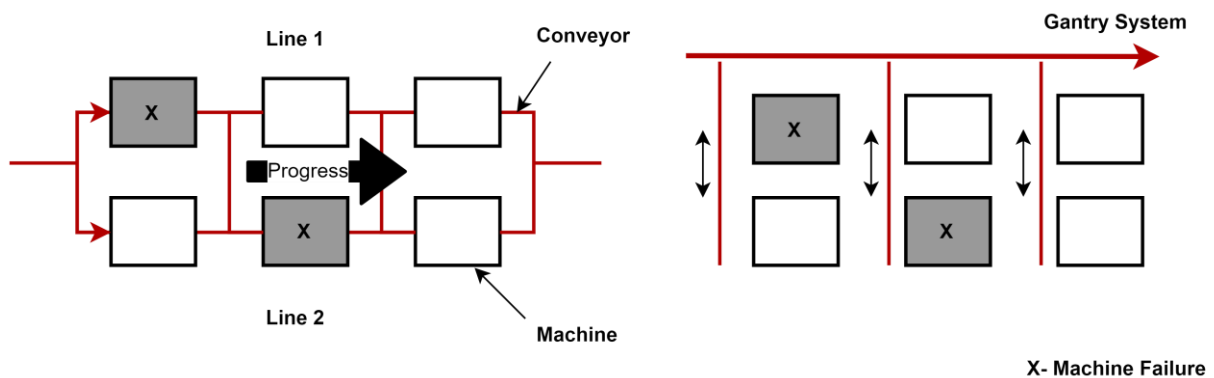 Line 1
Conveyor
X
Progress
X
Line 2
Machine
Gantry System
X
X
X- Machine Failure